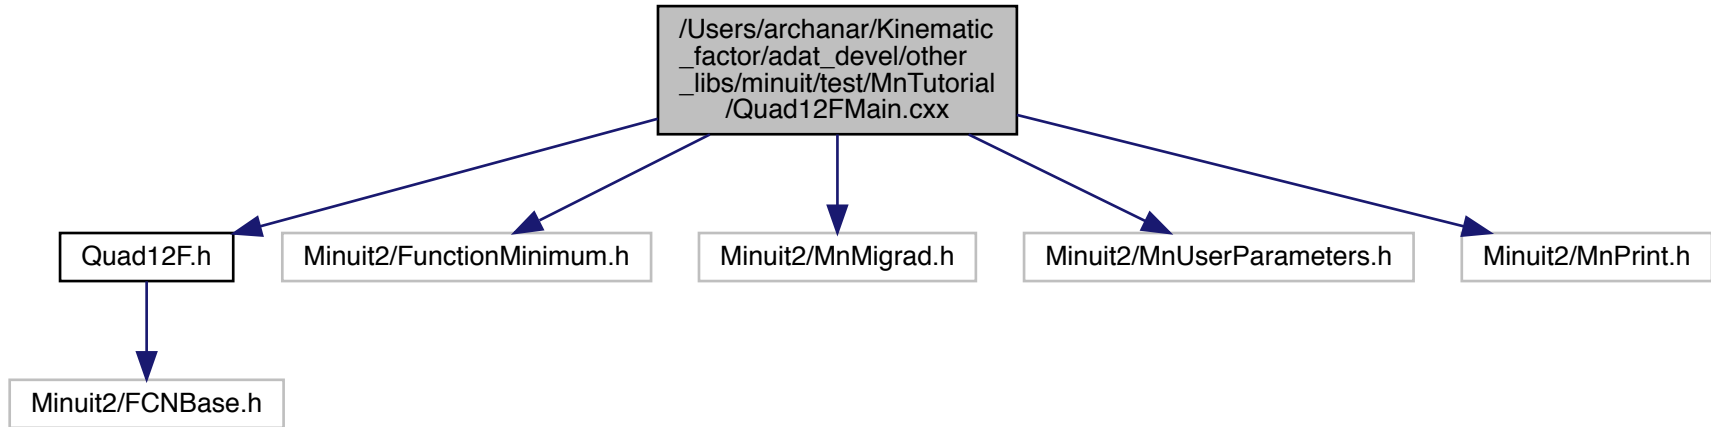 /Users/archanar/Kinematic
_factor/adat_devel/other
_libs/minuit/test/MnTutorial
/Quad12FMain.cxx
Quad12F.h
Minuit2/FunctionMinimum.h
Minuit2/MnMigrad.h
Minuit2/MnUserParameters.h
Minuit2/MnPrint.h
Minuit2/FCNBase.h